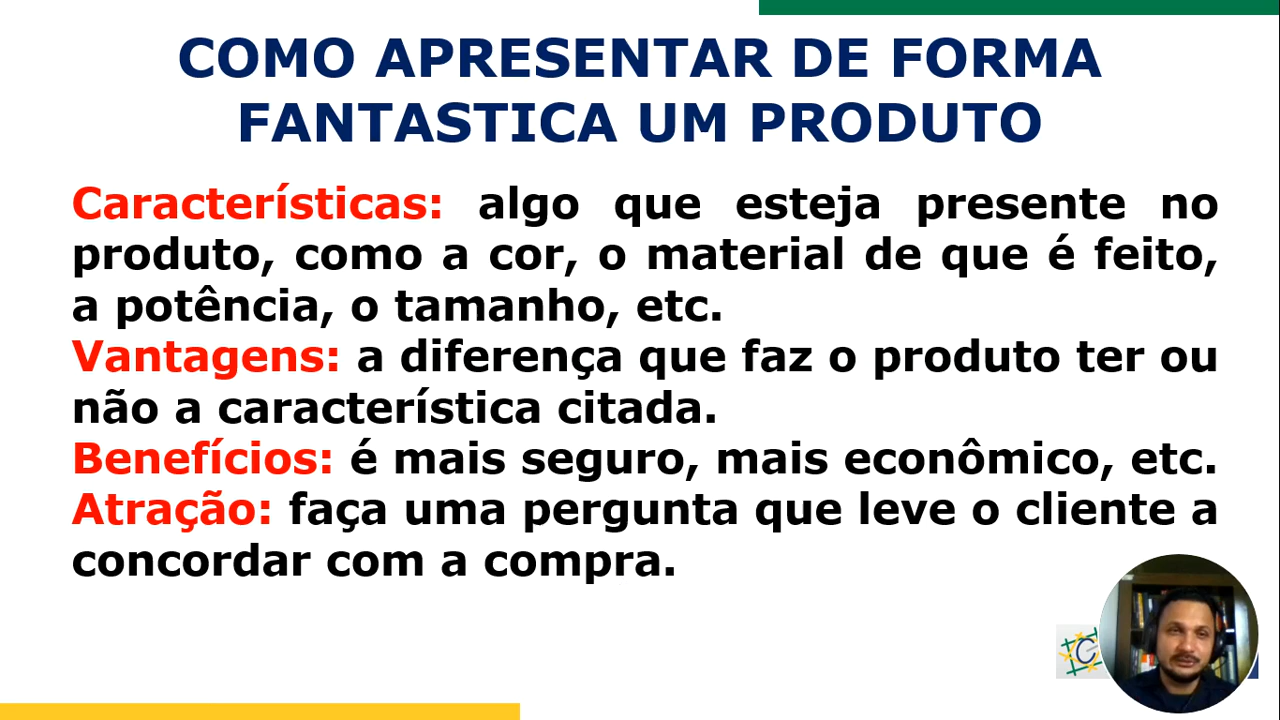 COMO APRESENTAR DE FORMA
FANTASTICA UM PRODUTO
Características: algo que esteja presente no
produto, como a cor, o material de que é feito,
a potência, o tamanho, etc.
Vantagens: a diferença que faz o produto ter ou
não a característica citada.
Benefícios: é mais seguro, mais econômico, etc.
Atração: faça uma pergunta que leve o cliente a
concordar com a compra.
C